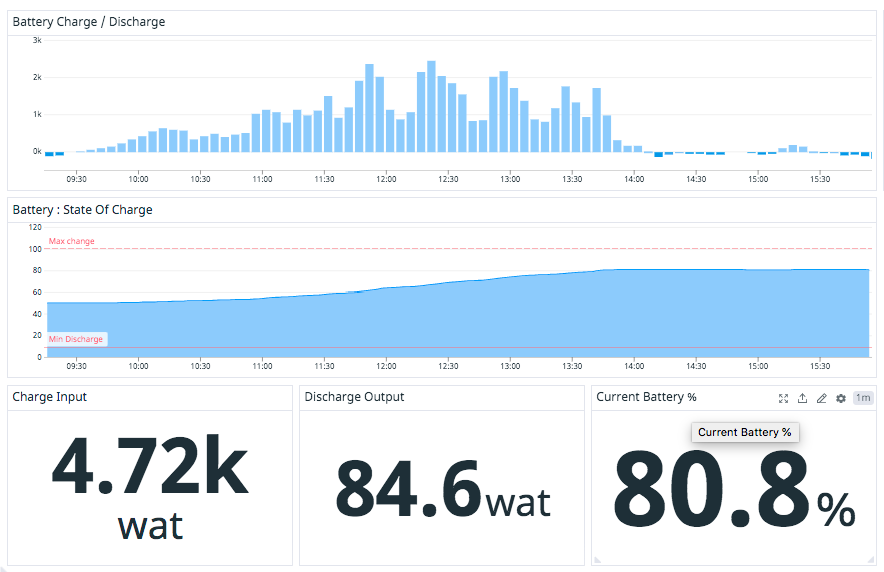 Battery Charge / Discharge
3k
2k
1k
0k
09:30 10:00 10:30 11:00 11:30 12:00 12:30 13:00 13:30 14:00 14:30 15:00 15:30
Battery : State Of Charge
120
Max change
100
80
60
40
20
Min Discharge
0
09:30 10:00 10:30 11:00 11:30 12:00 12:30 13:00 13:30 14:00 14:30 15:00 15:30
Charge Input
4.72k
wat
Discharge Output
84.6wat
Current Battery % 1m
Current Battery %
80.8%